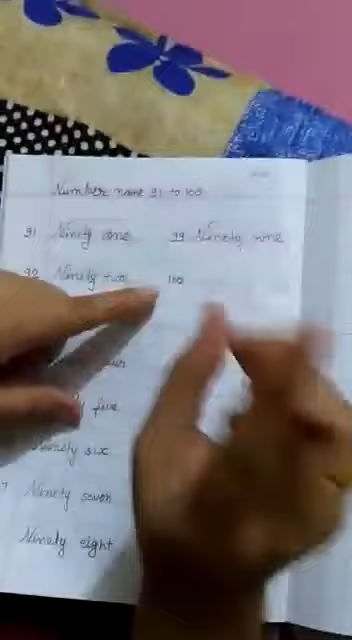 Number name 91 to 100
91 Ninety one
92 Ninety two
five
Ninety six
7 Ninety seven
Ninety eight
99 Ninety nine
100